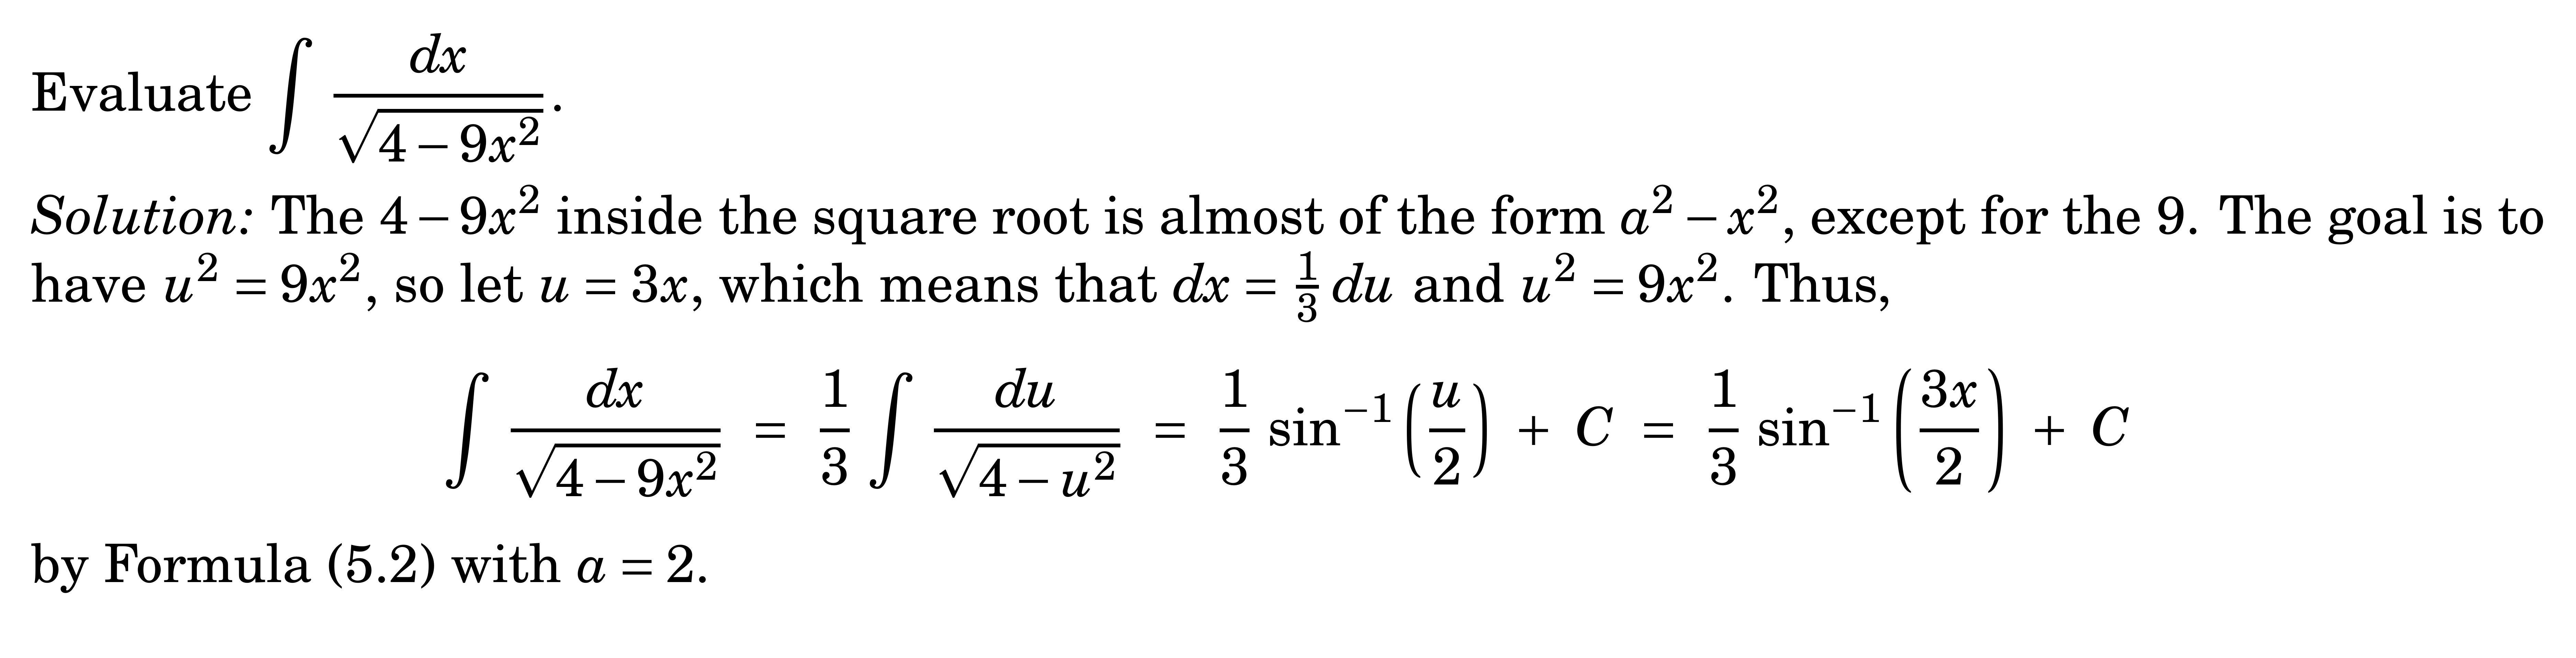 Evaluate $\int \frac{dx}{\sqrt{4-9x^2}}$.
Solution: The $4-9x^2$ inside the square root is almost of the form $a^2-x^2$, except for the 9. The goal is to
have $u^2 = 9x^2$, so let $u = 3x$, which means that $dx = \frac{1}{3}\,du$ and $u^2 = 9x^2$. Thus,
$\int \frac{dx}{\sqrt{4-9x^2}} = \frac{1}{3}\int \frac{du}{\sqrt{4-u^2}} = \frac{1}{3}\sin^{-1}\left(\frac{u}{2}\right) + C = \frac{1}{3}\sin^{-1}\left(\frac{3x}{2}\right) + C$
by Formula (5.2) with $a = 2$.